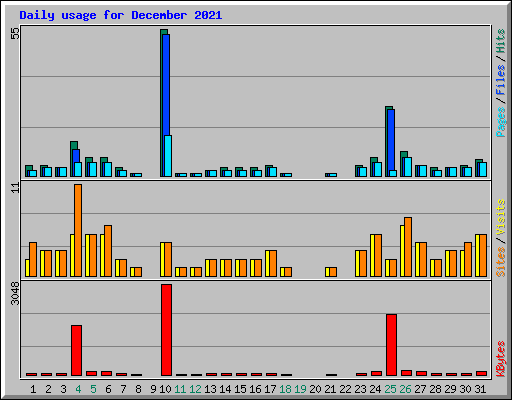 Daily usage for December 2021
55
Pages / Files / Hits
11
Sites / Visits
3048
KBytes
1 2 3 4 5 6 7 8 9 10 11 12 13 14 15 16 17 18 19 20 21 22 23 24 25 26 27 28 29 30 31